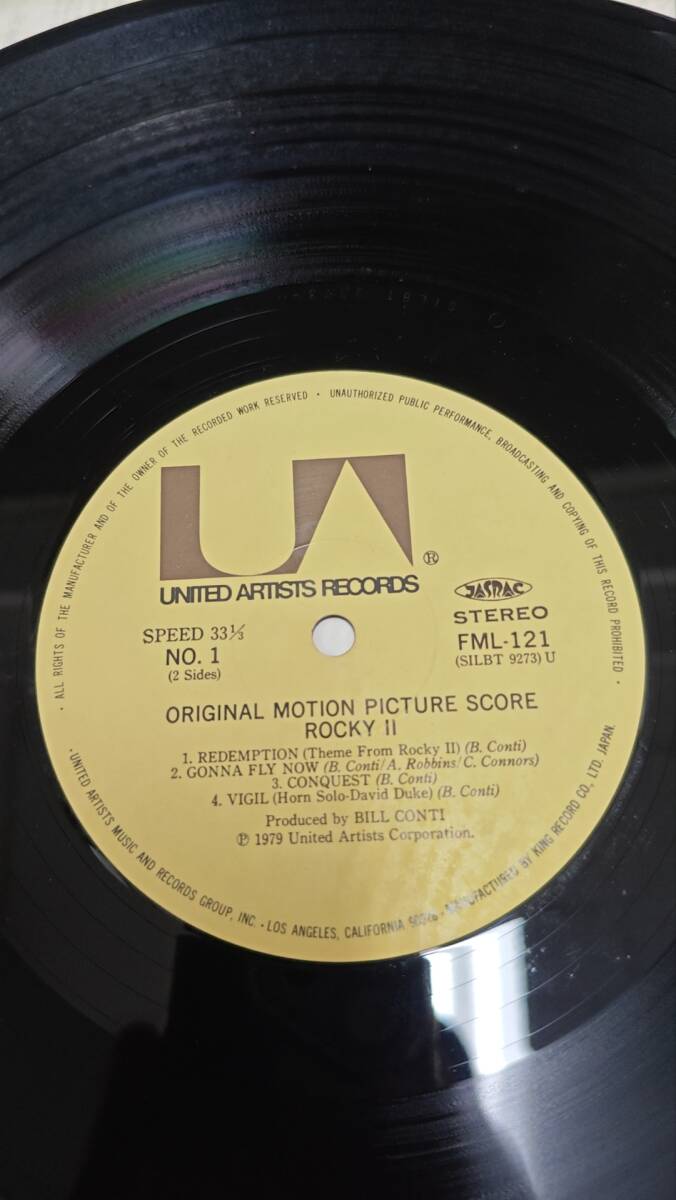 · ALL RIGHTS OF THE MANUFACTURER AND OF THE OWNER OF THE RECORDED WORK RESERVED · UNAUTHORIZED PUBLIC PERFORMANCE, BROADCASTING AND COPYING OF THIS RECORD PROHIBITED ·
UA®
UNITED ARTISTS RECORDS
JASRAC
STEREO
SPEED 33 1/3
FML-121
NO. 1
(SILBT 9273) U
(2 Sides)
ORIGINAL MOTION PICTURE SCORE
ROCKY II
1. REDEMPTION (Theme From Rocky II) (B. Conti)
2. GONNA FLY NOW (B. Conti/A. Robbins/C. Connors)
3. CONQUEST (B. Conti)
4. VIGIL (Horn Solo-David Duke) (B. Conti)
Produced by BILL CONTI
℗ 1979 United Artists Corporation.
· UNITED ARTISTS MUSIC AND RECORDS GROUP, INC. · LOS ANGELES, CALIFORNIA · MANUFACTURED BY KING RECORD CO., LTD. JAPAN.